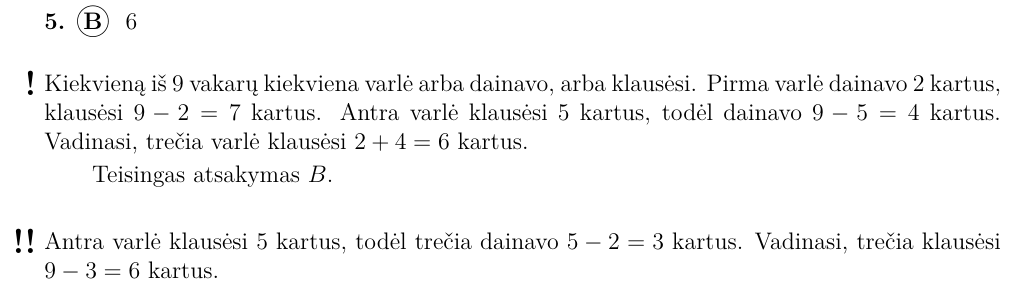 5. B 6
! Kiekvieną iš 9 vakarų kiekviena varlė arba dainavo, arba klausėsi. Pirma varlė dainavo 2 kartus,
klausėsi 9 − 2 = 7 kartus. Antra varlė klausėsi 5 kartus, todėl dainavo 9 − 5 = 4 kartus.
Vadinasi, trečia varlė klausėsi 2 + 4 = 6 kartus.
Teisingas atsakymas B.
!! Antra varlė klausėsi 5 kartus, todėl trečia dainavo 5 − 2 = 3 kartus. Vadinasi, trečia klausėsi
9 − 3 = 6 kartus.